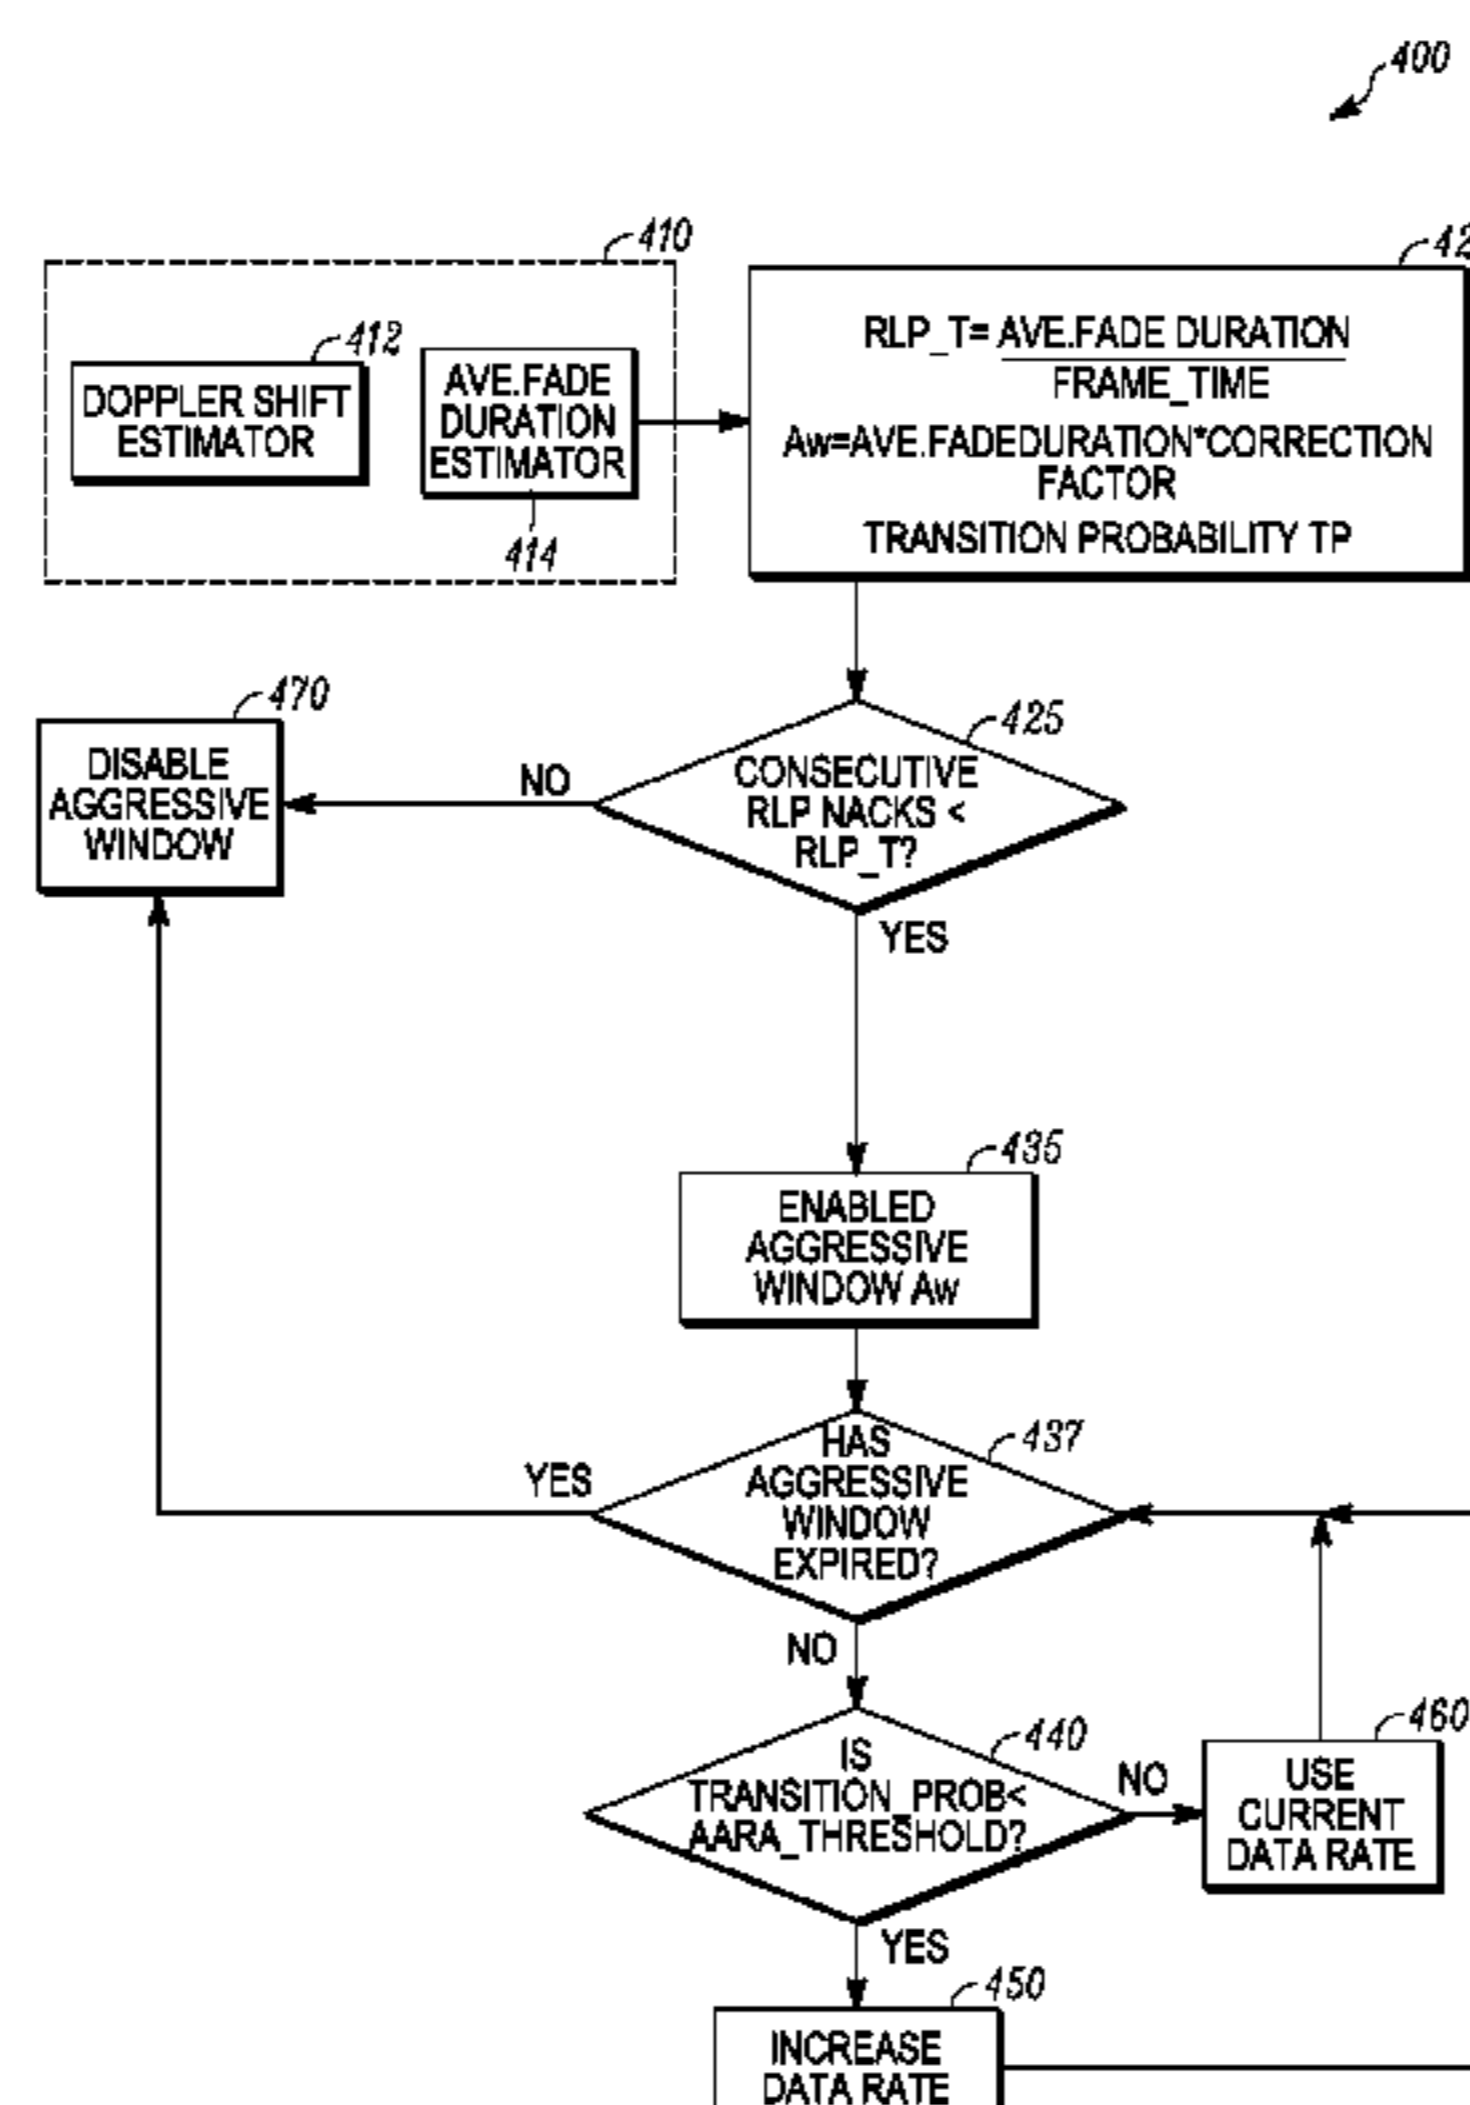 400
410
412
DOPPLER SHIFT
ESTIMATOR
AVE.FADE
DURATION
ESTIMATOR
414
RLP_T= AVE.FADE DURATION
FRAME_TIME
Aw=AVE.FADEDURATION*CORRECTION
FACTOR
TRANSITION PROBABILITY TP
470
DISABLE
AGGRESSIVE
WINDOW
NO
425
CONSECUTIVE
RLP NACKS <
RLP_T?
YES
435
ENABLED
AGGRESSIVE
WINDOW Aw
437
HAS
AGGRESSIVE
WINDOW
EXPIRED?
YES
NO
440
IS
TRANSITION_PROB<
AARA_THRESHOLD?
NO
460
USE
CURRENT
DATA RATE
YES
450
INCREASE
DATA RATE